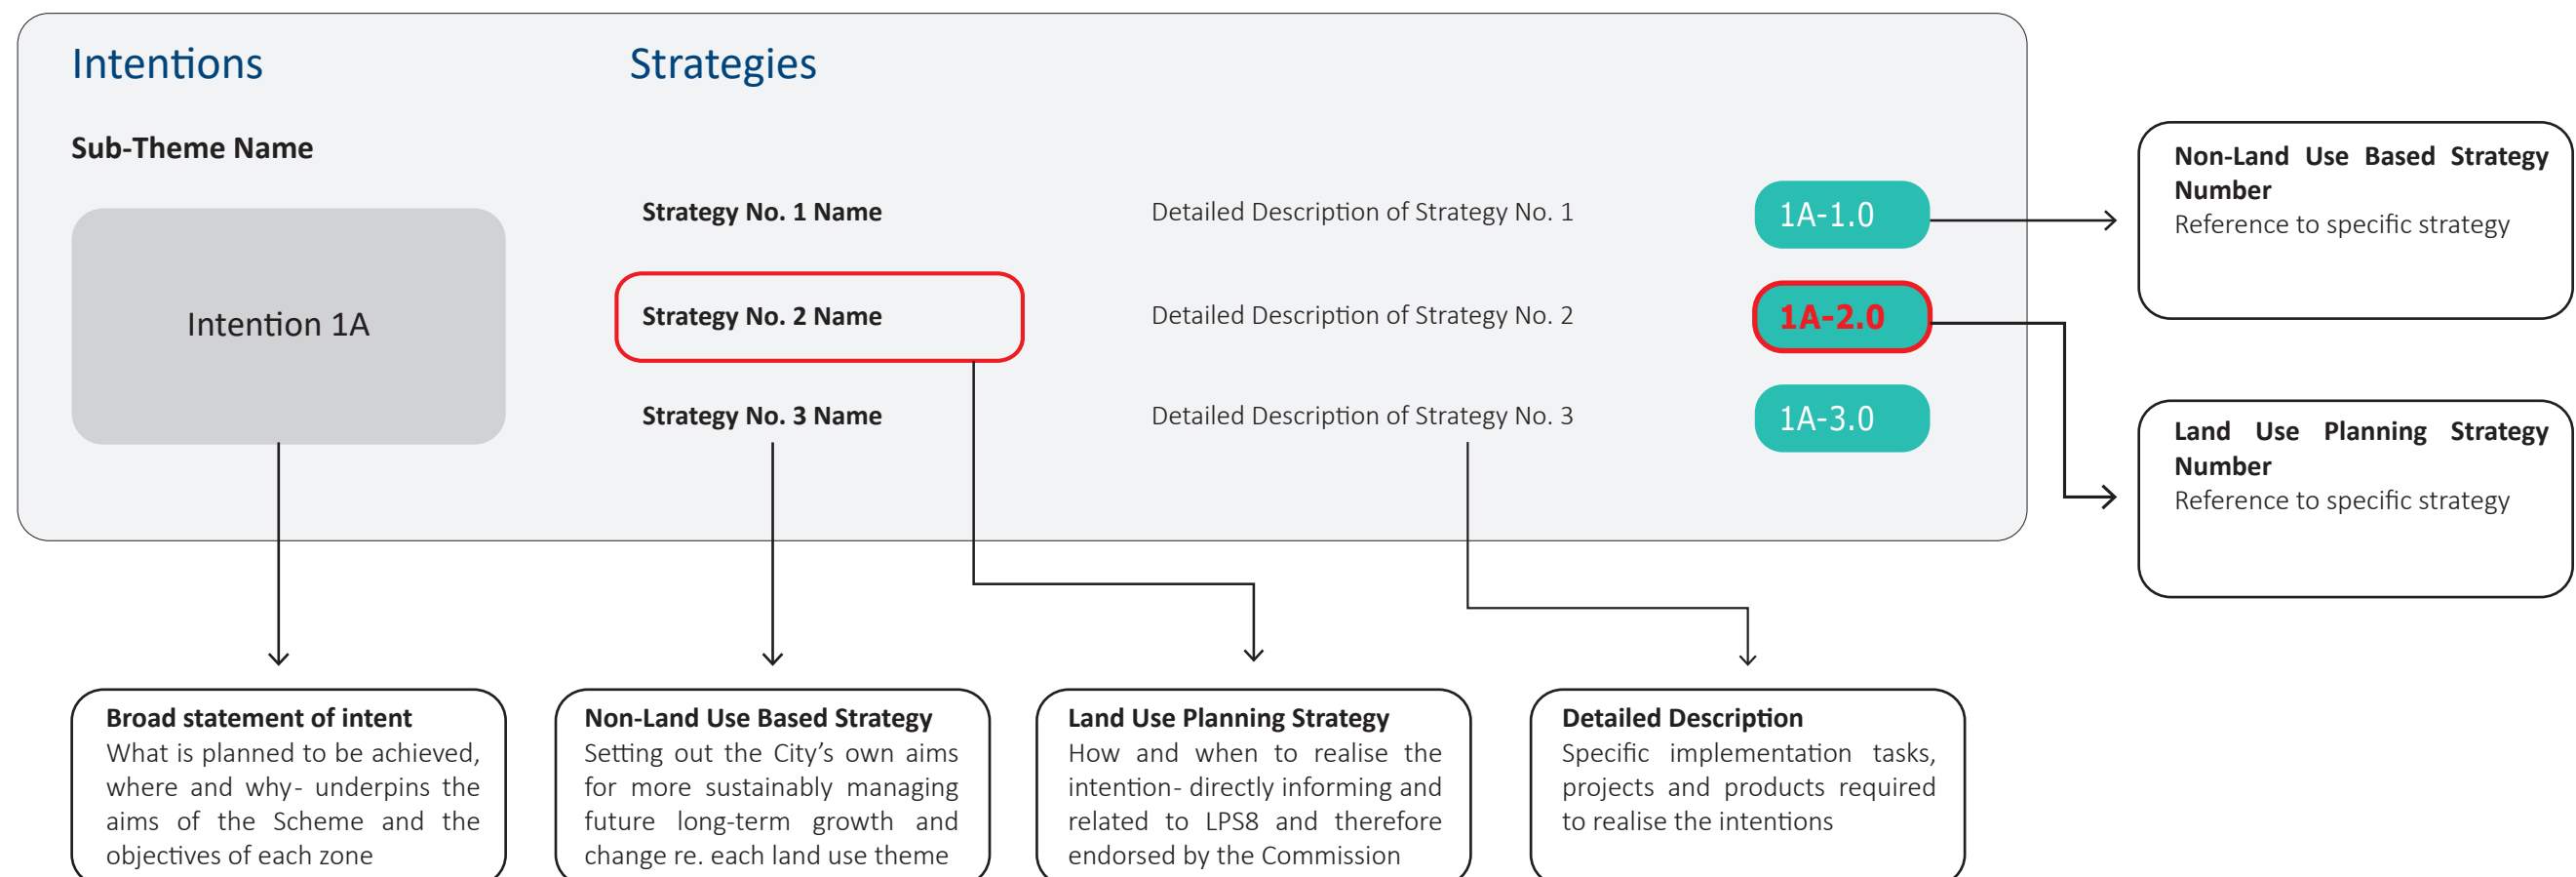 Intentions
Strategies
Sub-Theme Name
Intention 1A
Strategy No. 1 Name
Detailed Description of Strategy No. 1
1A-1.0
Strategy No. 2 Name
Detailed Description of Strategy No. 2
1A-2.0
Strategy No. 3 Name
Detailed Description of Strategy No. 3
1A-3.0
Non-Land Use Based Strategy
Number
Reference to specific strategy
Land Use Planning Strategy
Number
Reference to specific strategy
Broad statement of intent
What is planned to be achieved,
where and why- underpins the
aims of the Scheme and the
objectives of each zone
Non-Land Use Based Strategy
Setting out the City’s own aims
for more sustainably managing
future long-term growth and
change re. each land use theme
Land Use Planning Strategy
How and when to realise the
intention- directly informing and
related to LPS8 and therefore
endorsed by the Commission
Detailed Description
Specific implementation tasks,
projects and products required
to realise the intentions